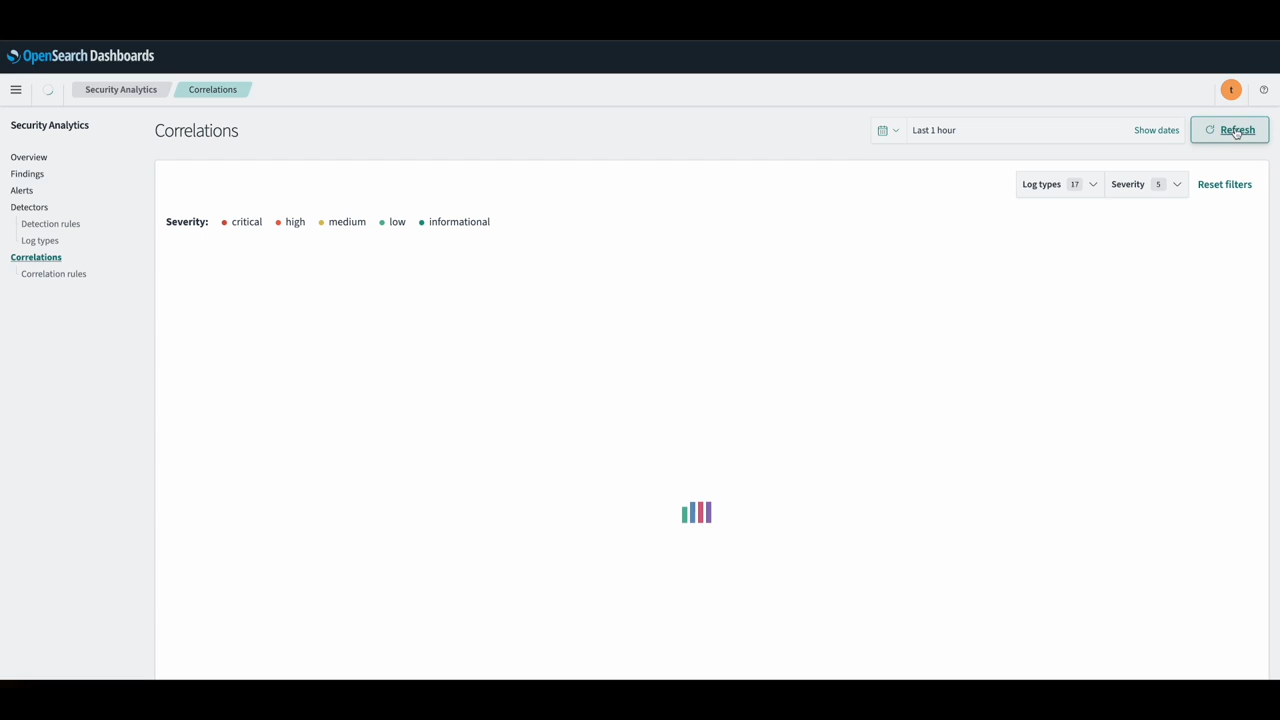 OpenSearch Dashboards
Security Analytics
Correlations
t
Security Analytics
Overview
Findings
Alerts
Detectors
Detection rules
Log types
Correlations
Correlation rules
Correlations
Last 1 hour
Show dates
Refresh
Log types 17
Severity 5
Reset filters
Severity: critical high medium low informational